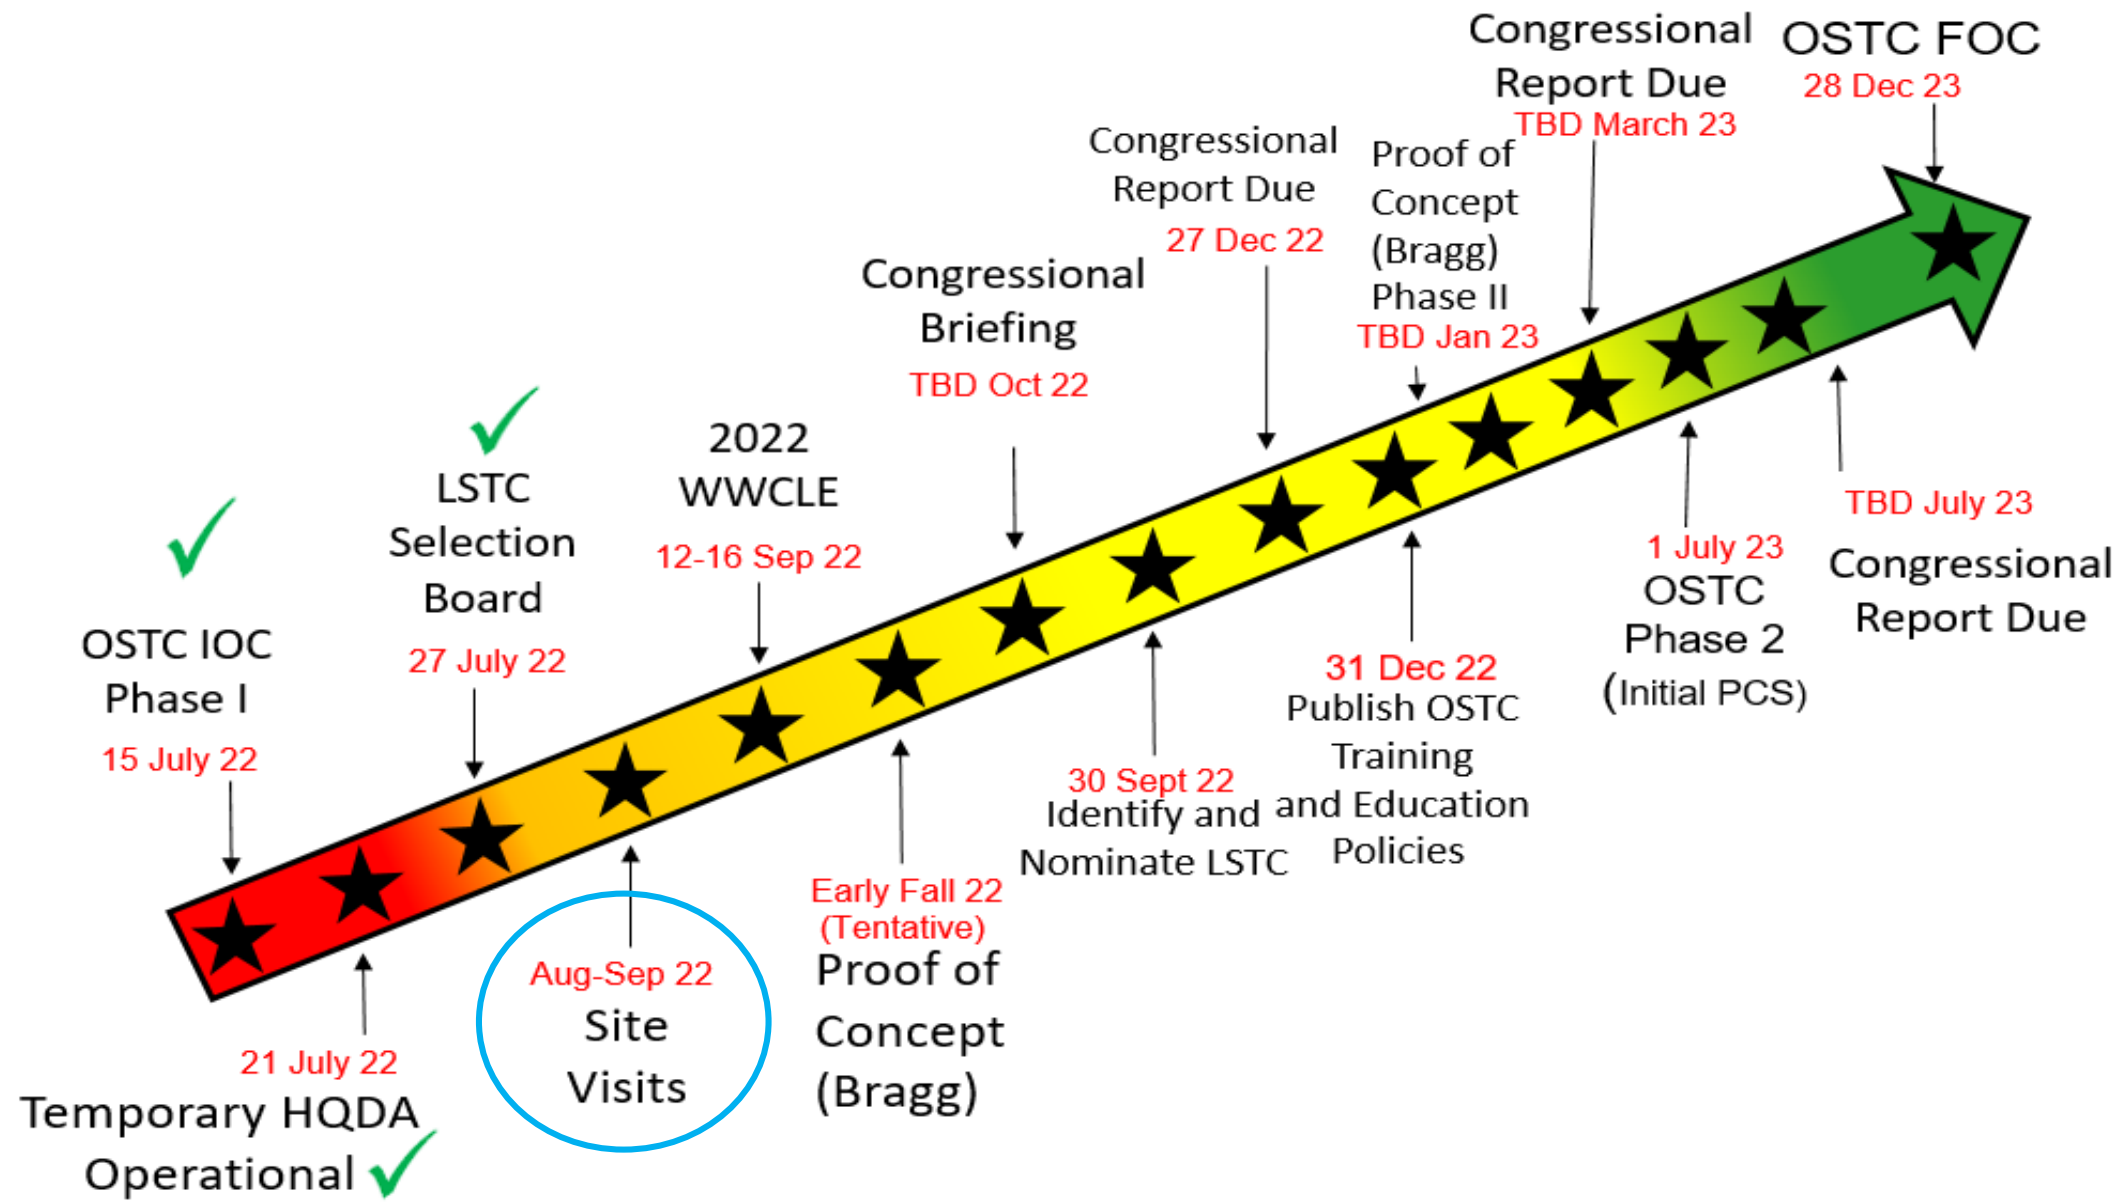 OSTC IOC
Phase I
15 July 22
21 July 22
Temporary HQDA
Operational
LSTC
Selection
Board
27 July 22
Aug-Sep 22
Site
Visits
2022
WWCLE
12-16 Sep 22
Early Fall 22
(Tentative)
Proof of
Concept
(Bragg)
Congressional
Briefing
TBD Oct 22
30 Sept 22
Identify and
Nominate LSTC
Congressional
Report Due
27 Dec 22
31 Dec 22
Publish OSTC
Training
and Education
Policies
Proof of
Concept
(Bragg)
Phase II
TBD Jan 23
Congressional
Report Due
TBD March 23
1 July 23
OSTC
Phase 2
(Initial PCS)
TBD July 23
Congressional
Report Due
OSTC FOC
28 Dec 23